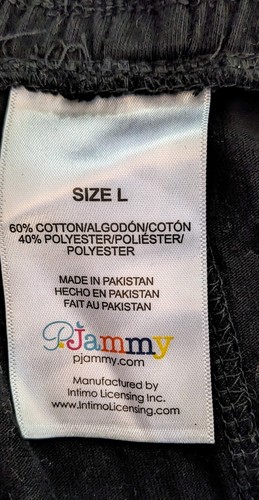 SIZE L
60% COTTON/ALGODÓN/COTÓN
40% POLYESTER/POLIÉSTER/
POLYESTER
MADE IN PAKISTAN
HECHO EN PAKISTAN
FAIT AU PAKISTAN
PJammy
pjammy.com
Manufactured by
Intimo Licensing Inc.
www.IntimoLicensing.com